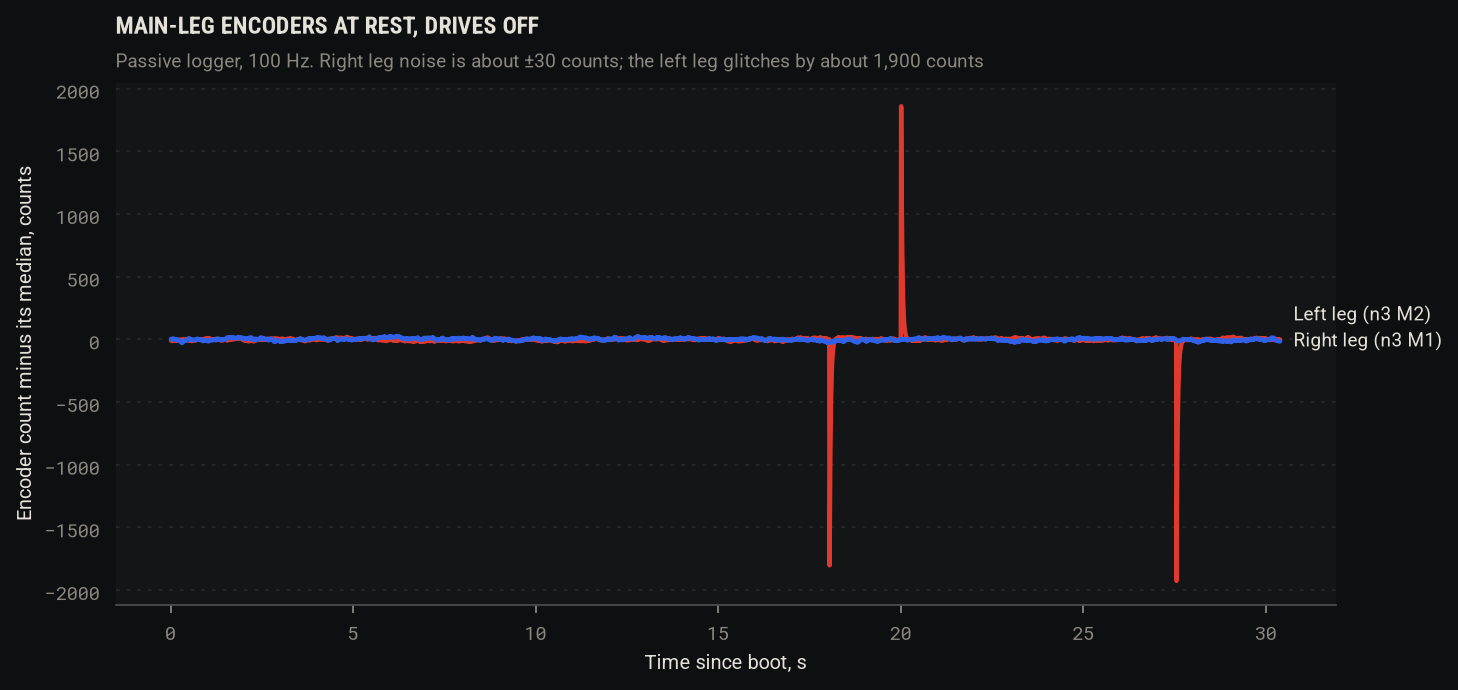 MAIN-LEG ENCODERS AT REST, DRIVES OFF
Passive logger, 100 Hz. Right leg noise is about ±30 counts; the left leg glitches by about 1,900 counts
Encoder count minus its median, counts
2000
1500
1000
500
0
−500
−1000
−1500
−2000
Left leg (n3 M2)
Right leg (n3 M1)
0
5
10
15
20
25
30
Time since boot, s